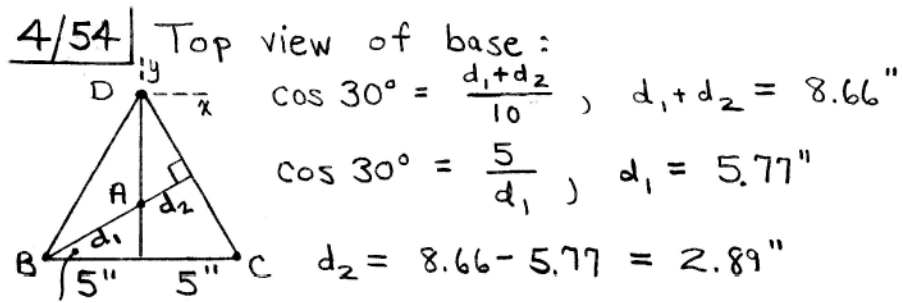 4/54 Top view of base:
y
D
x
cos 30° = (d₁+d₂)/10 , d₁+d₂ = 8.66"
cos 30° = 5/d₁ , d₁ = 5.77"
A
d₂
d₁
B 5" 5" C
d₂ = 8.66 - 5.77 = 2.89"